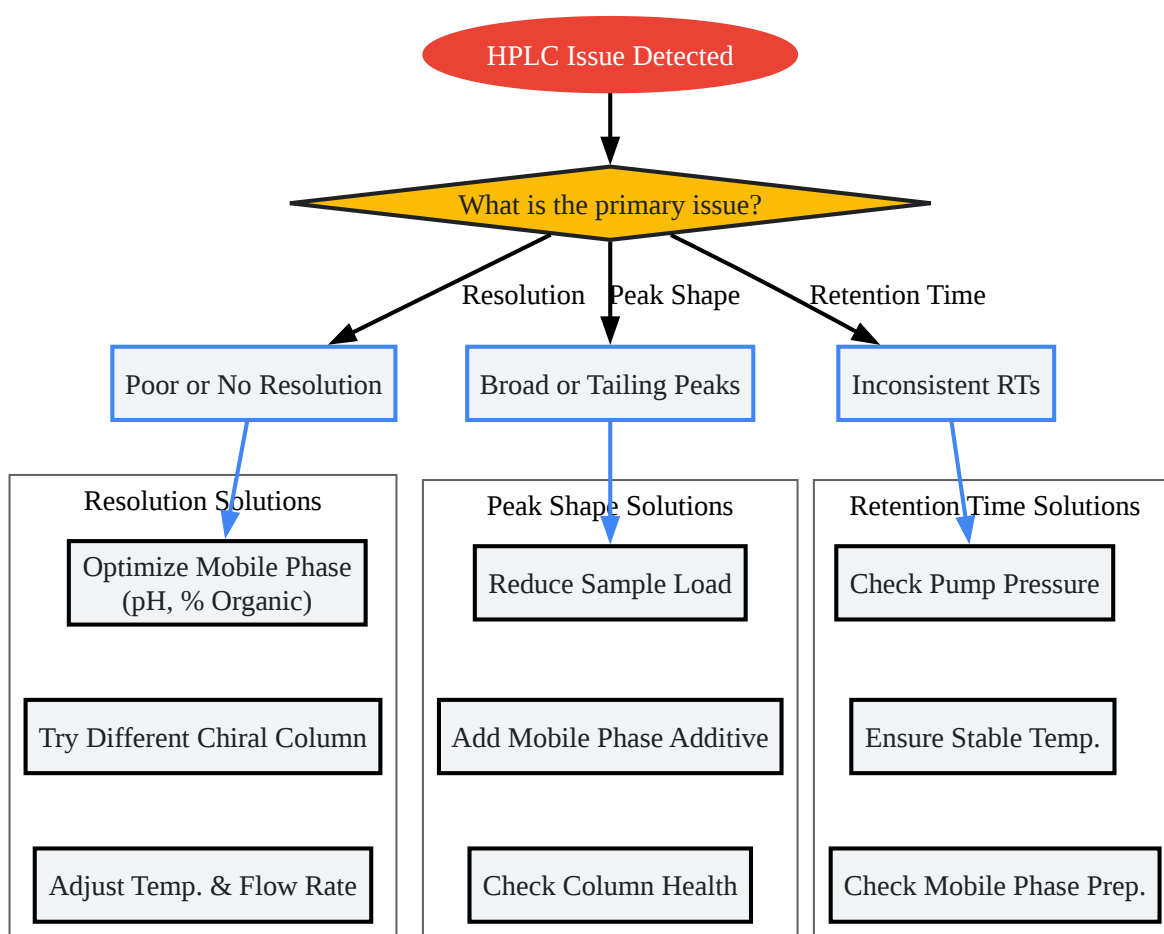 HPLC Issue Detected
What is the primary issue?
Resolution
Peak Shape
Retention Time
Poor or No Resolution
Broad or Tailing Peaks
Inconsistent RTs
Resolution Solutions
Optimize Mobile Phase
(pH, % Organic)
Try Different Chiral Column
Adjust Temp. & Flow Rate
Peak Shape Solutions
Reduce Sample Load
Add Mobile Phase Additive
Check Column Health
Retention Time Solutions
Check Pump Pressure
Ensure Stable Temp.
Check Mobile Phase Prep.